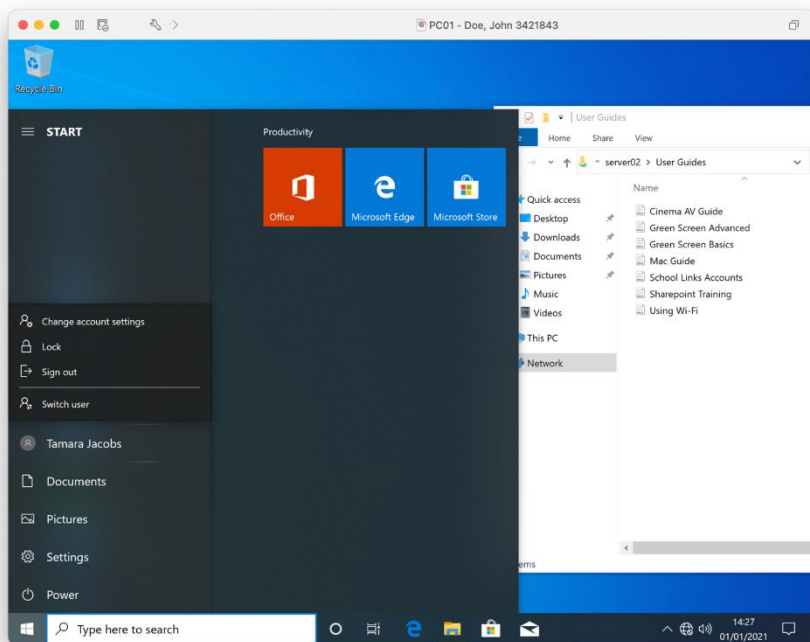 PC01 - Doe, John 3421843
Recycle Bin
START
Productivity
Office
Microsoft Edge
Microsoft Store
Change account settings
Lock
Sign out
Switch user
Tamara Jacobs
Documents
Pictures
Settings
Power
User Guides
Home Share View
server02 > User Guides
Name
Quick access
Desktop
Downloads
Documents
Pictures
Music
Videos
This PC
Network
Cinema AV Guide
Green Screen Advanced
Green Screen Basics
Mac Guide
School Links Accounts
Sharepoint Training
Using Wi-Fi
Type here to search
14:27
01/01/2021